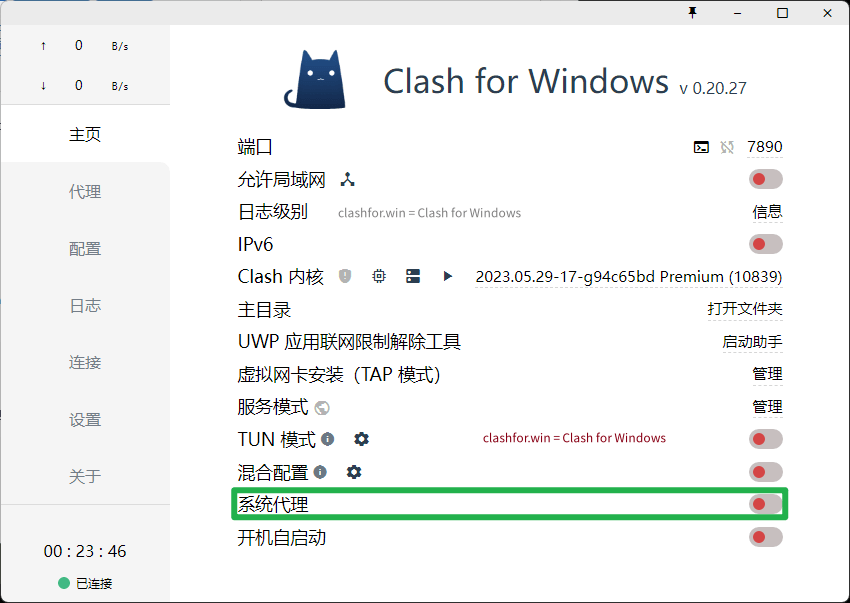 ↑ 0 B/s
↓ 0 B/s
主页
代理
配置
日志
连接
设置
关于
00 : 23 : 46
已连接
Clash for Windows v 0.20.27
端口 7890
允许局域网
日志级别 clashfor.win = Clash for Windows 信息
IPv6
Clash 内核 2023.05.29-17-g94c65bd Premium (10839)
主目录 打开文件夹
UWP 应用联网限制解除工具 启动助手
虚拟网卡安装（TAP 模式） 管理
服务模式 管理
TUN 模式 clashfor.win = Clash for Windows
混合配置
系统代理
开机自启动